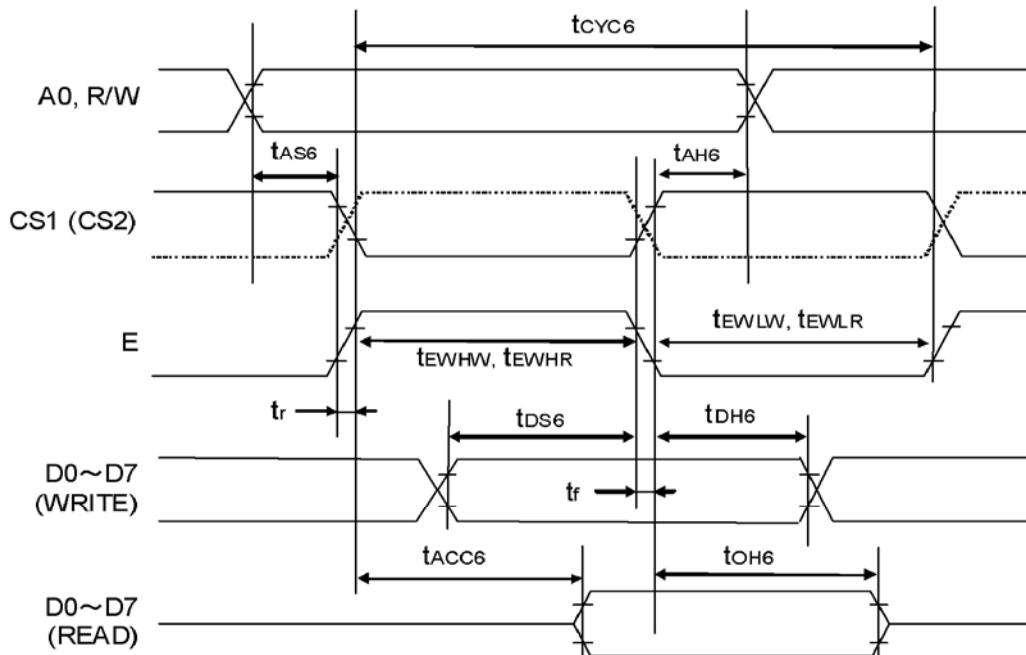 tCYC6
A0, R/W
tAS6
tAH6
CS1 (CS2)
tEWLW, tEWLR
E
tEWHW, tEWHR
tr
tDS6
tDH6
D0~D7
(WRITE)
tf
tACC6
tOH6
D0~D7
(READ)